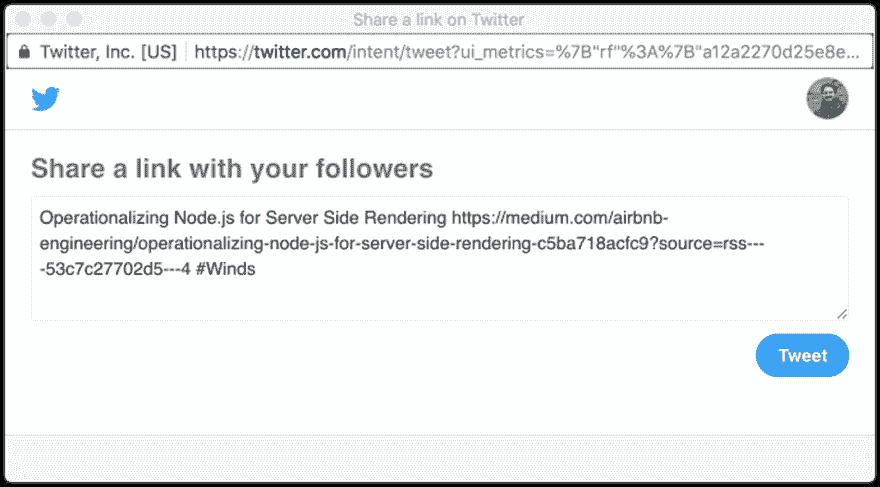 Share a link on Twitter
Twitter, Inc. [US] https://twitter.com/intent/tweet?ui_metrics=%7B"rf"%3A%7B"a12a2270d25e8e...
Share a link with your followers
Operationalizing Node.js for Server Side Rendering https://medium.com/airbnb-
engineering/operationalizing-node-js-for-server-side-rendering-c5ba718acfc9?source=rss---
-53c7c27702d5---4 #Winds
Tweet